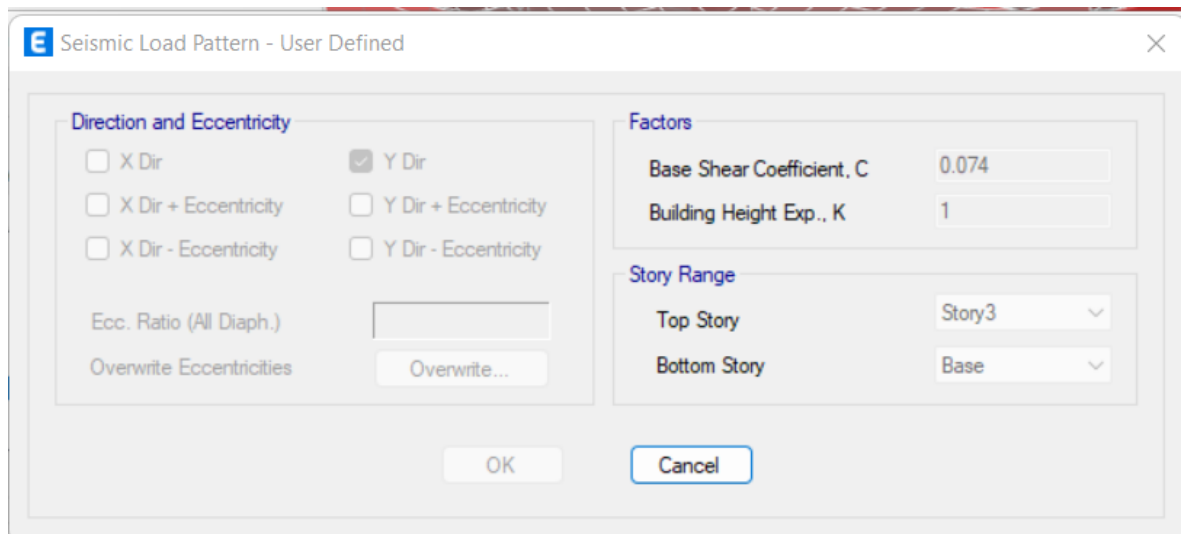 E Seismic Load Pattern - User Defined
Direction and Eccentricity
X Dir
Y Dir
X Dir + Eccentricity
Y Dir + Eccentricity
X Dir - Eccentricity
Y Dir - Eccentricity
Ecc. Ratio (All Diaph.)
Overwrite Eccentricities
Overwrite...
Factors
Base Shear Coefficient, C
0.074
Building Height Exp., K
1
Story Range
Top Story
Story3
Bottom Story
Base
OK
Cancel